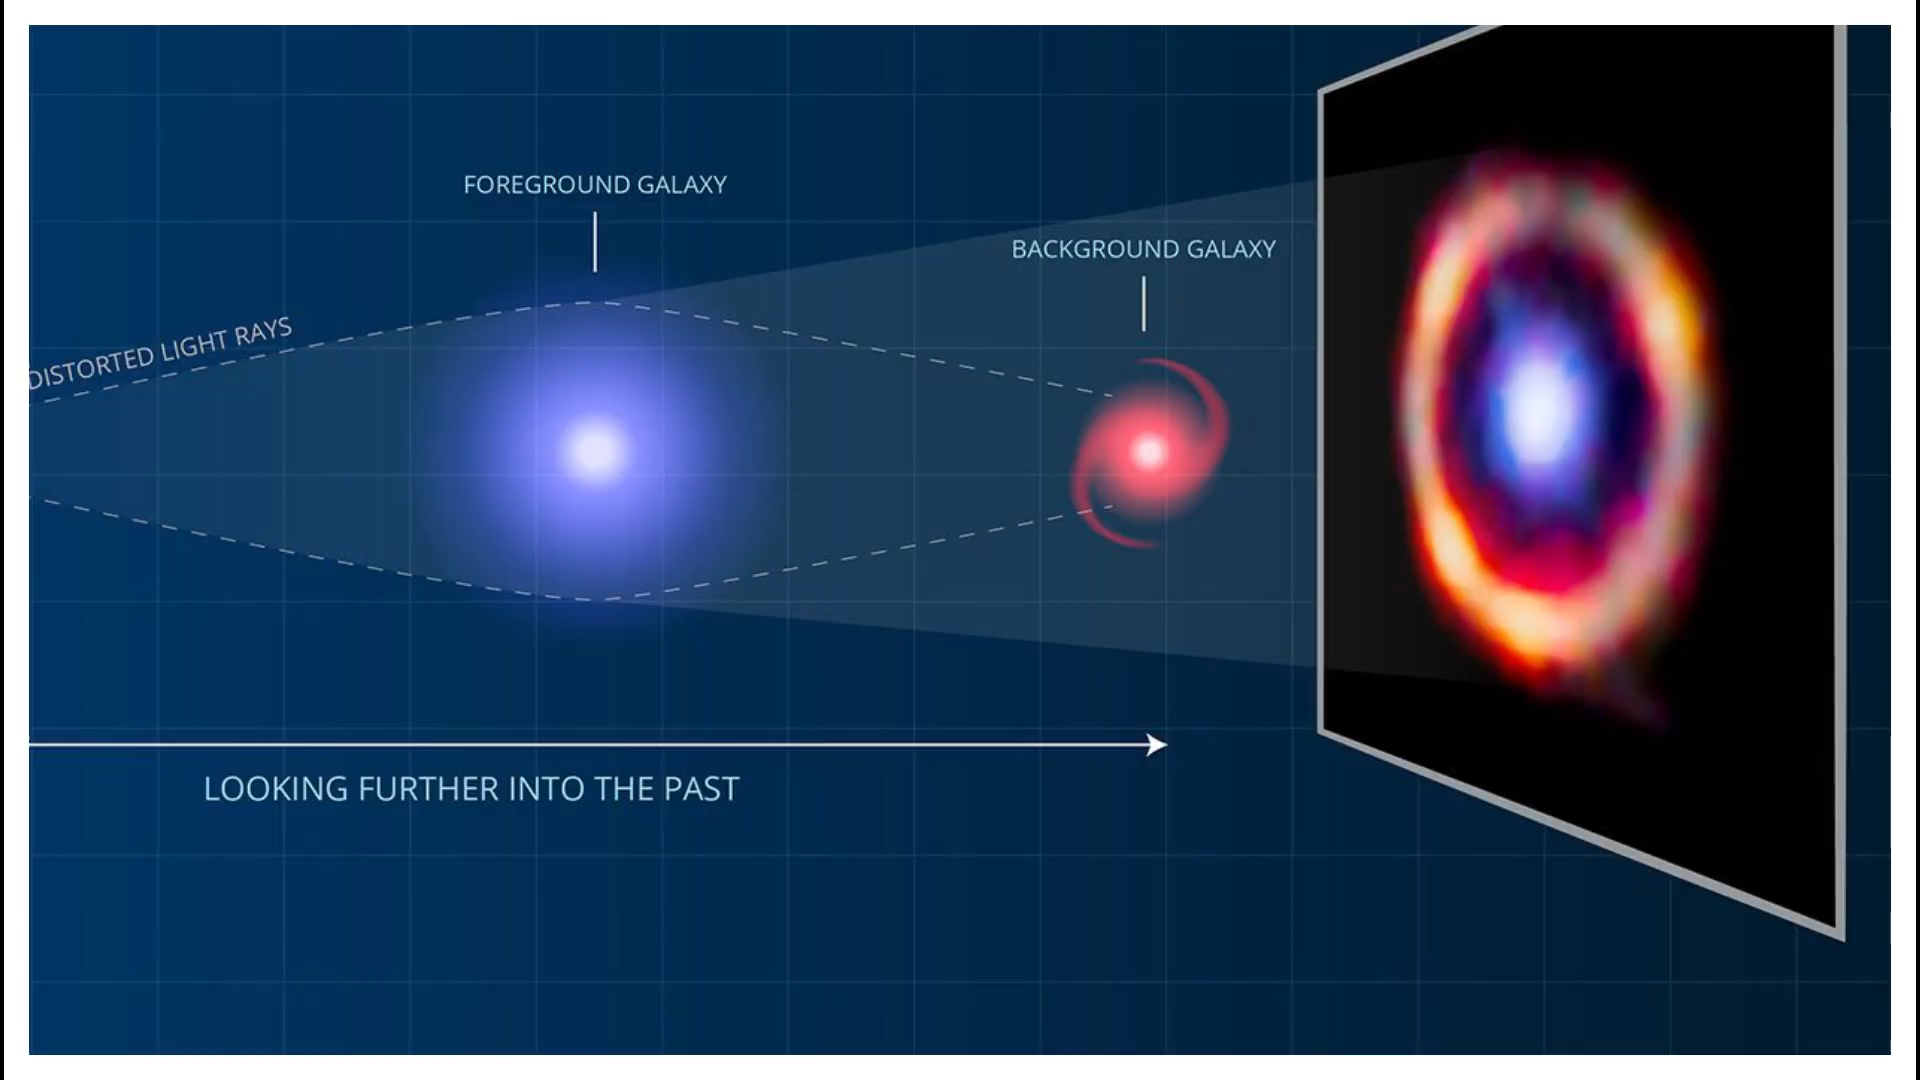 FOREGROUND GALAXY
BACKGROUND GALAXY
DISTORTED LIGHT RAYS
LOOKING FURTHER INTO THE PAST